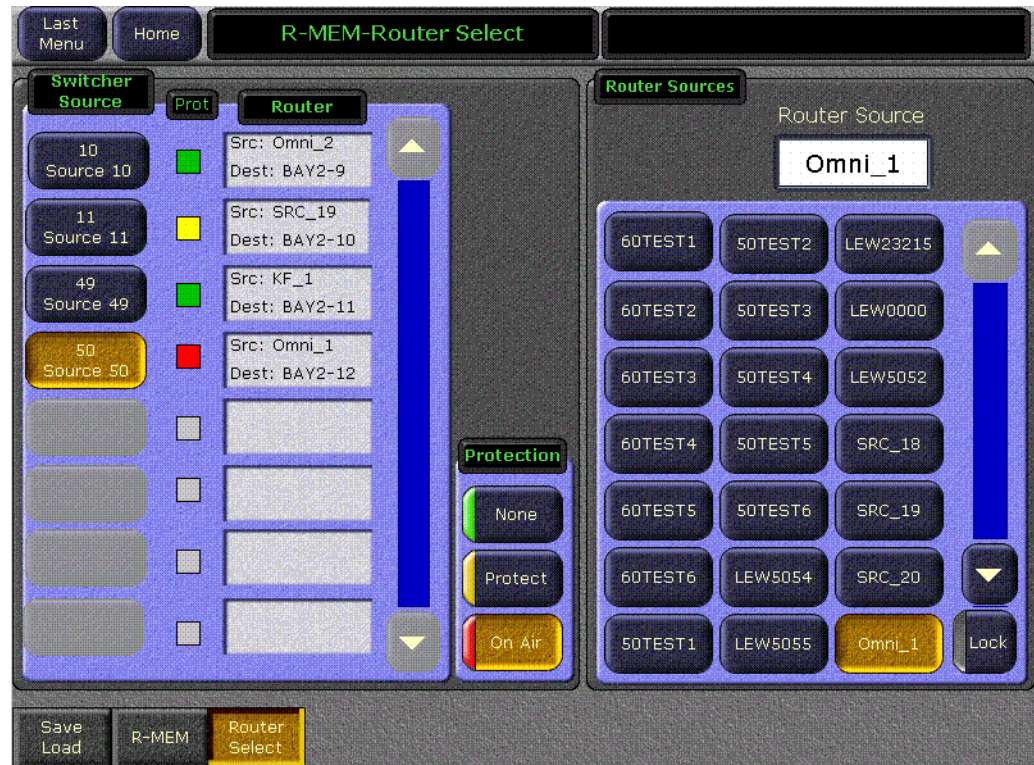 Last
Menu
Home
R-MEM-Router Select
Switcher
Source
Prot
Router
10
Source 10
Src: Omni_2
Dest: BAY2-9
11
Source 11
Src: SRC_19
Dest: BAY2-10
49
Source 49
Src: KF_1
Dest: BAY2-11
50
Source 50
Src: Omni_1
Dest: BAY2-12
Protection
None
Protect
On Air
Router Sources
Router Source
Omni_1
60TEST1 50TEST2 LEW23215
60TEST2 50TEST3 LEW0000
60TEST3 50TEST4 LEW5052
60TEST4 50TEST5 SRC_18
60TEST5 50TEST6 SRC_19
60TEST6 LEW5054 SRC_20
50TEST1 LEW5055 Omni_1 Lock
Save
Load
R-MEM
Router
Select